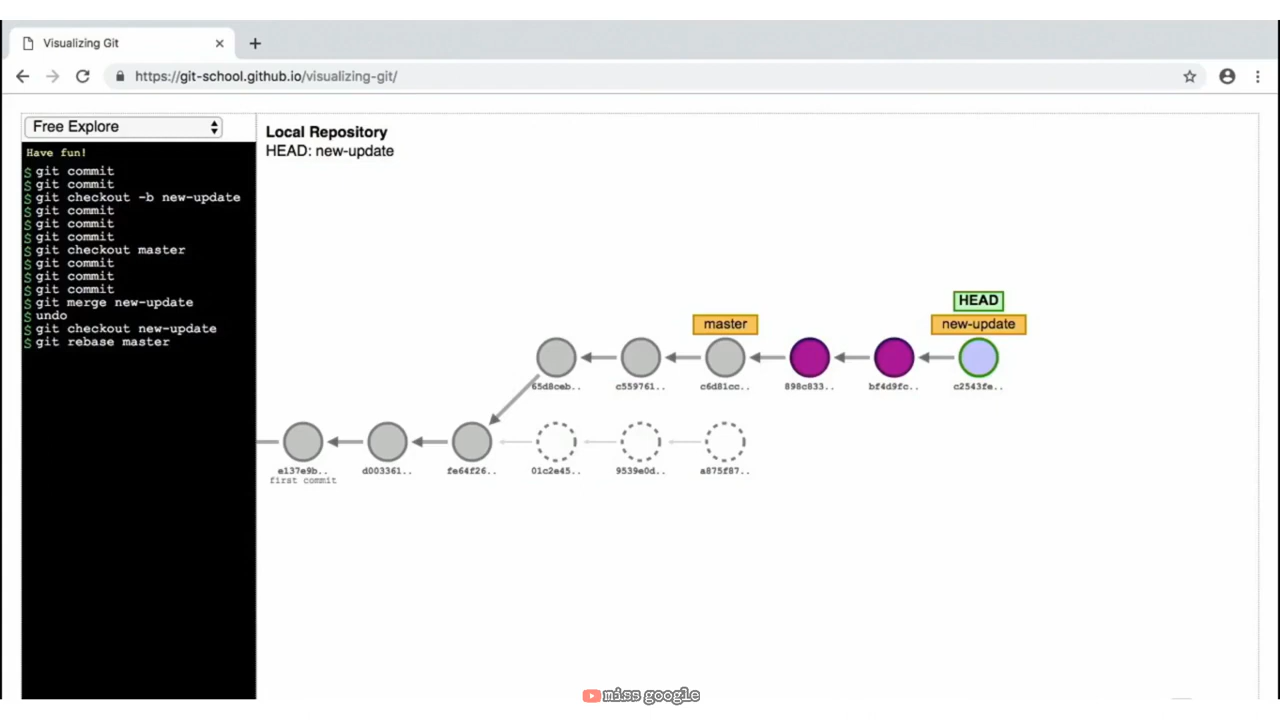 Visualizing Git
https://git-school.github.io/visualizing-git/
Free Explore
Have fun!
$ git commit
$ git commit
$ git checkout -b new-update
$ git commit
$ git commit
$ git commit
$ git checkout master
$ git commit
$ git commit
$ git commit
$ git merge new-update
$ undo
$ git checkout new-update
$ git rebase master
Local Repository
HEAD: new-update
HEAD
master
new-update
65d8ceb..
c559761..
c6d81cc..
898c833..
bf4d9fc..
c2543fe..
e137e9b..
first commit
d003361..
fe64f26..
01c2e45..
9539e0d..
a875f87..
miss google